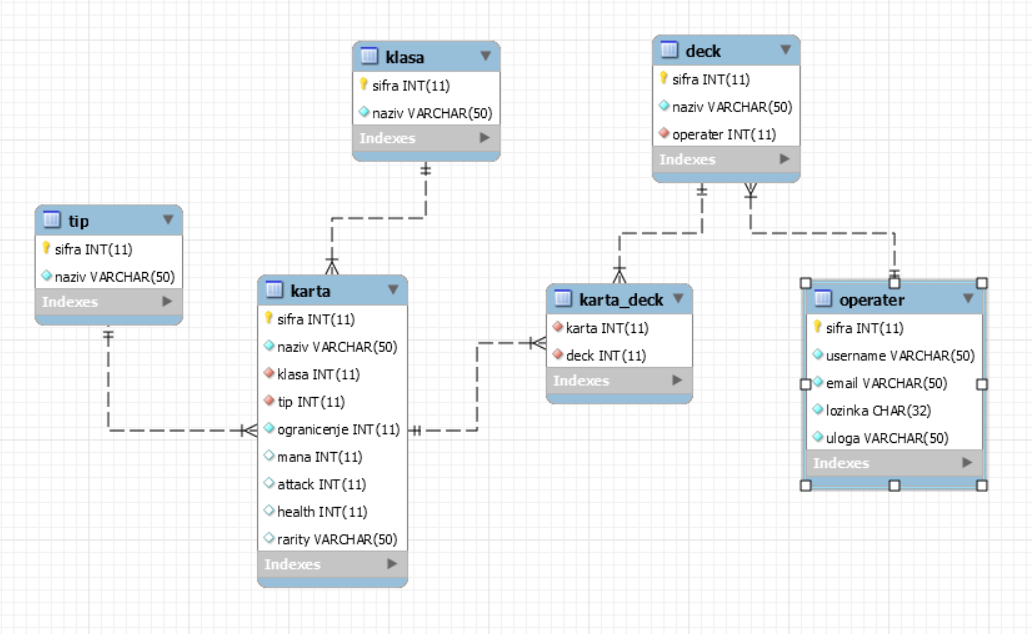 klasa
sifra INT(11)
naziv VARCHAR(50)
Indexes
deck
sifra INT(11)
naziv VARCHAR(50)
operater INT(11)
Indexes
tip
sifra INT(11)
naziv VARCHAR(50)
Indexes
karta
sifra INT(11)
naziv VARCHAR(50)
klasa INT(11)
tip INT(11)
ogranicenje INT(11)
mana INT(11)
attack INT(11)
health INT(11)
rarity VARCHAR(50)
Indexes
karta_deck
karta INT(11)
deck INT(11)
Indexes
operater
sifra INT(11)
username VARCHAR(50)
email VARCHAR(50)
lozinka CHAR(32)
uloga VARCHAR(50)
Indexes